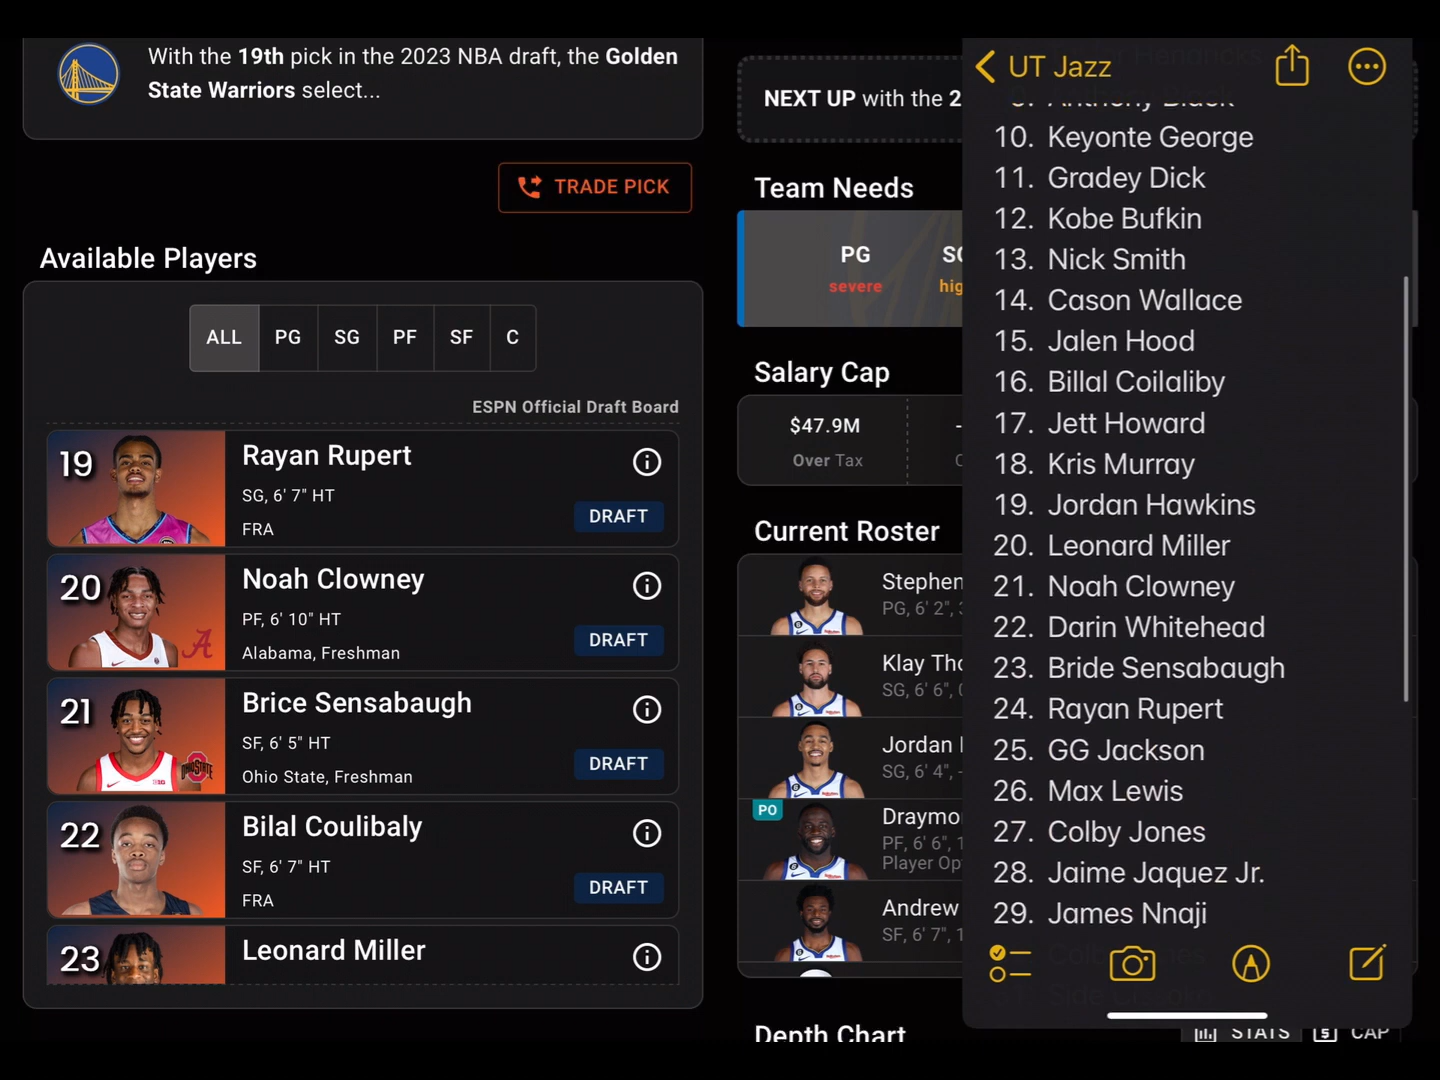 With the 19th pick in the 2023 NBA draft, the Golden
State Warriors select...
TRADE PICK
Available Players
ALL
PG
SG
PF
SF
C
ESPN Official Draft Board
19
Rayan Rupert
SG, 6' 7" HT
FRA
DRAFT
20
Noah Clowney
PF, 6' 10" HT
Alabama, Freshman
DRAFT
21
Brice Sensabaugh
SF, 6' 5" HT
Ohio State, Freshman
DRAFT
22
Bilal Coulibaly
SF, 6' 7" HT
FRA
DRAFT
23
Leonard Miller
NEXT UP with the 2
Team Needs
PG
severe
Salary Cap
$47.9M
Over Tax
Current Roster
Stephen
PG, 6' 2",
Klay Tho
SG, 6' 6",
Jordan
SG, 6' 4", -
PO
Draymo
PF, 6' 6", 1
Player Op
Andrew
SF, 6' 7", 1
Depth Chart
STATS
CAP
UT Jazz
9. Anthony Black
10. Keyonte George
11. Gradey Dick
12. Kobe Bufkin
13. Nick Smith
14. Cason Wallace
15. Jalen Hood
16. Billal Coilaliby
17. Jett Howard
18. Kris Murray
19. Jordan Hawkins
20. Leonard Miller
21. Noah Clowney
22. Darin Whitehead
23. Bride Sensabaugh
24. Rayan Rupert
25. GG Jackson
26. Max Lewis
27. Colby Jones
28. Jaime Jaquez Jr.
29. James Nnaji